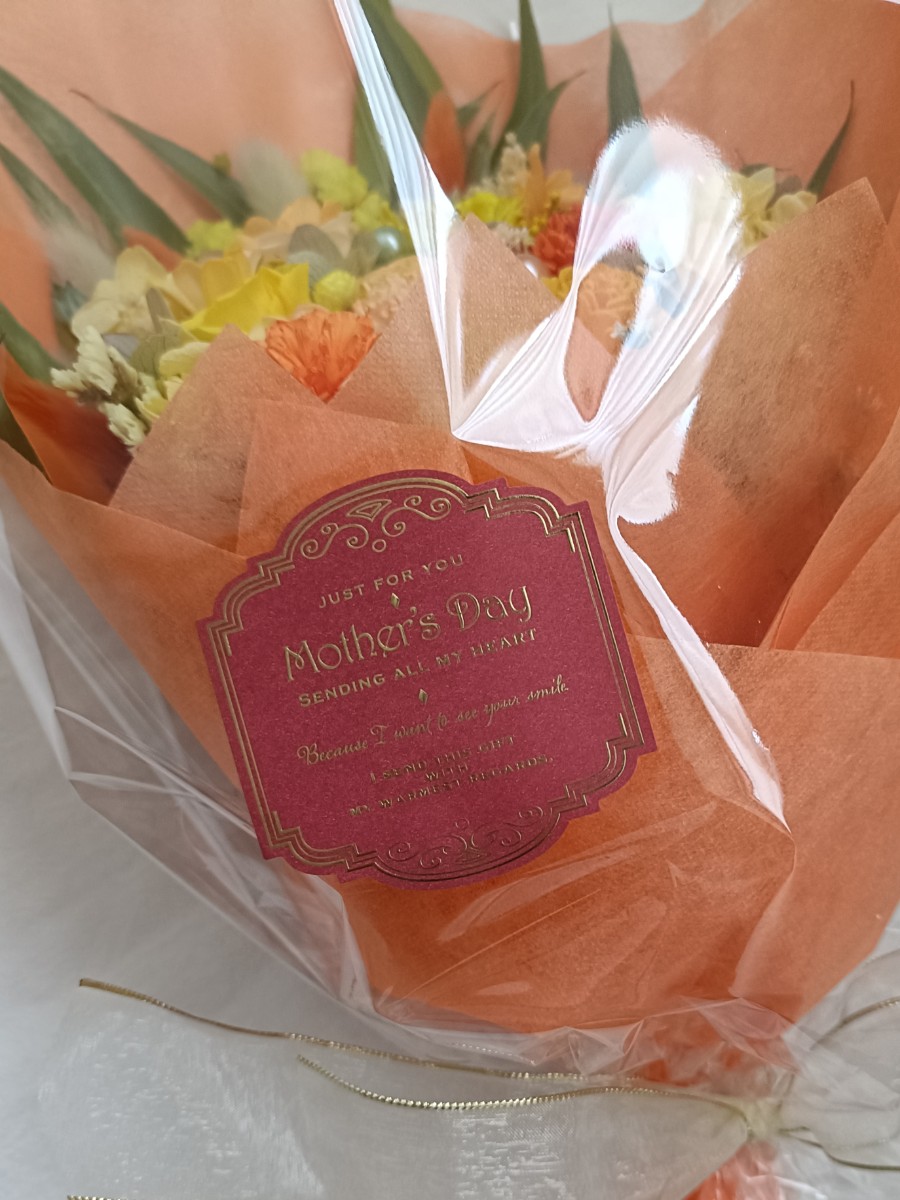 JUST FOR YOU
Mother's Day
SENDING ALL MY HEART
Because I want to see your smile
I SEND THIS GIFT
WITH
MY WARMEST REGARDS.